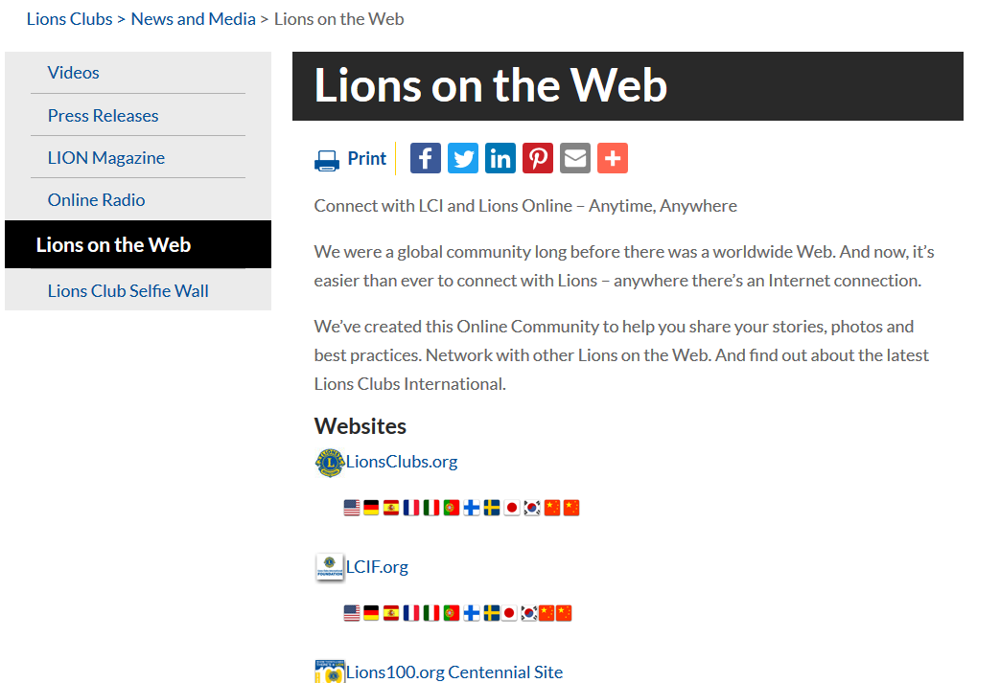 Lions Clubs > News and Media > Lions on the Web
Videos
Press Releases
LION Magazine
Online Radio
Lions on the Web
Lions Club Selfie Wall
Lions on the Web
Print
Connect with LCI and Lions Online – Anytime, Anywhere
We were a global community long before there was a worldwide Web. And now, it's
easier than ever to connect with Lions – anywhere there's an Internet connection.
We've created this Online Community to help you share your stories, photos and
best practices. Network with other Lions on the Web. And find out about the latest
Lions Clubs International.
Websites
LionsClubs.org
LCIF.org
Lions100.org Centennial Site